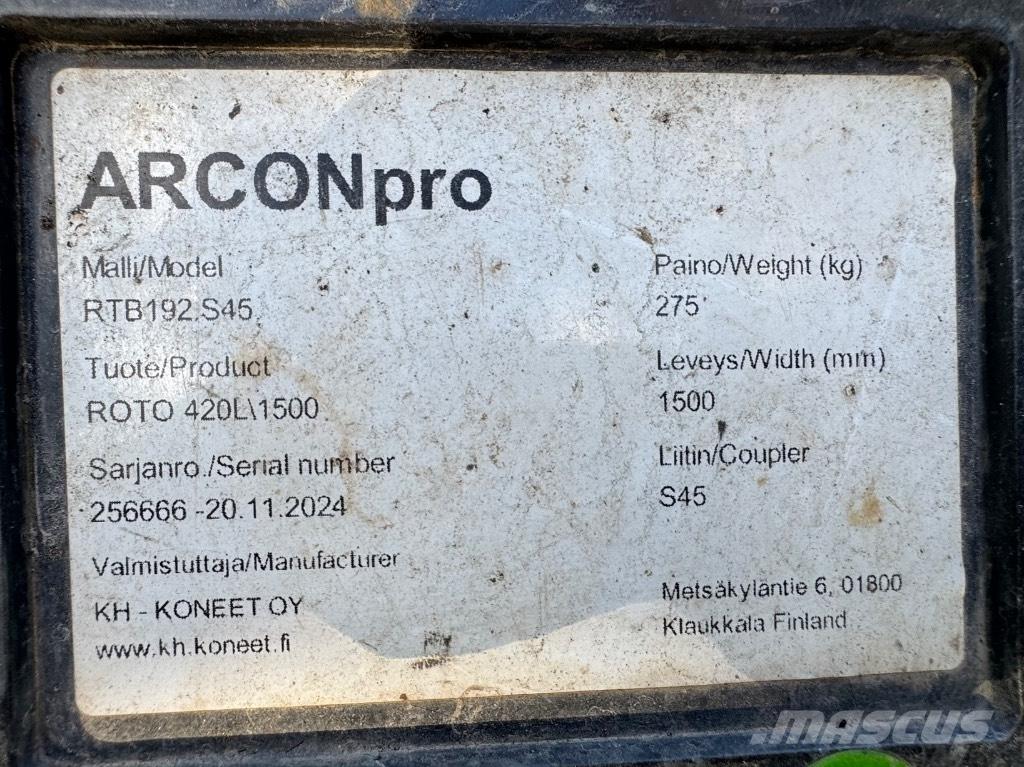 ARCONpro
Malli/Model
RTB192.S45
Tuote/Product
ROTO 420L\1500
Sarjanro./Serial number
256666 -20.11.2024
Valmistuttaja/Manufacturer
KH - KONEET OY
www.kh.koneet.fi
Paino/Weight (kg)
275
Leveys/Width (mm)
1500
Liitin/Coupler
S45
Metsäkyläntie 6, 01800
Klaukkala Finland
MASCUS